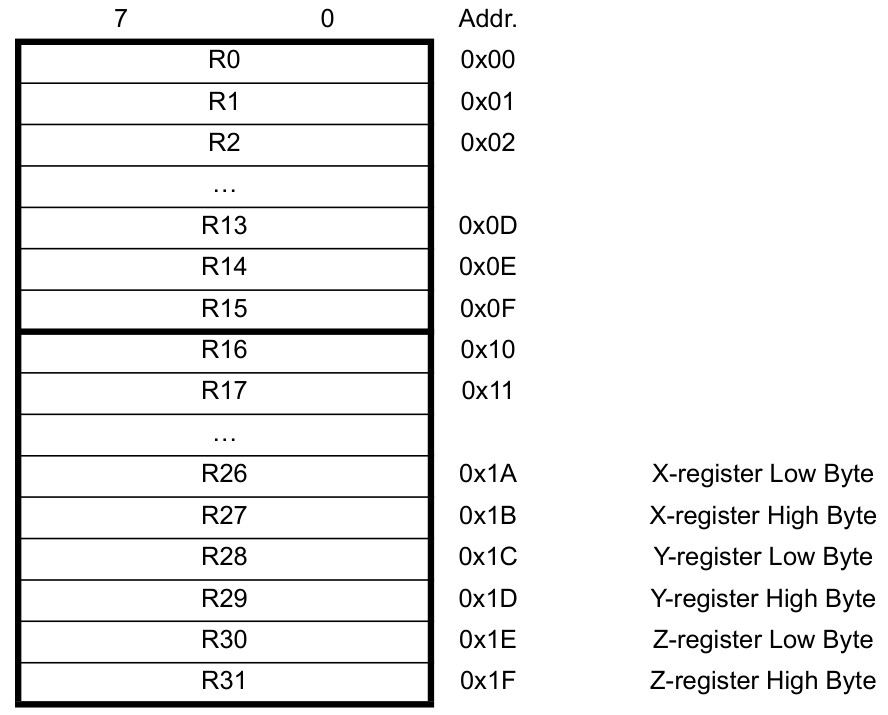 7 0 Addr.
R0 0x00
R1 0x01
R2 0x02
...
R13 0x0D
R14 0x0E
R15 0x0F
R16 0x10
R17 0x11
...
R26 0x1A X-register Low Byte
R27 0x1B X-register High Byte
R28 0x1C Y-register Low Byte
R29 0x1D Y-register High Byte
R30 0x1E Z-register Low Byte
R31 0x1F Z-register High Byte